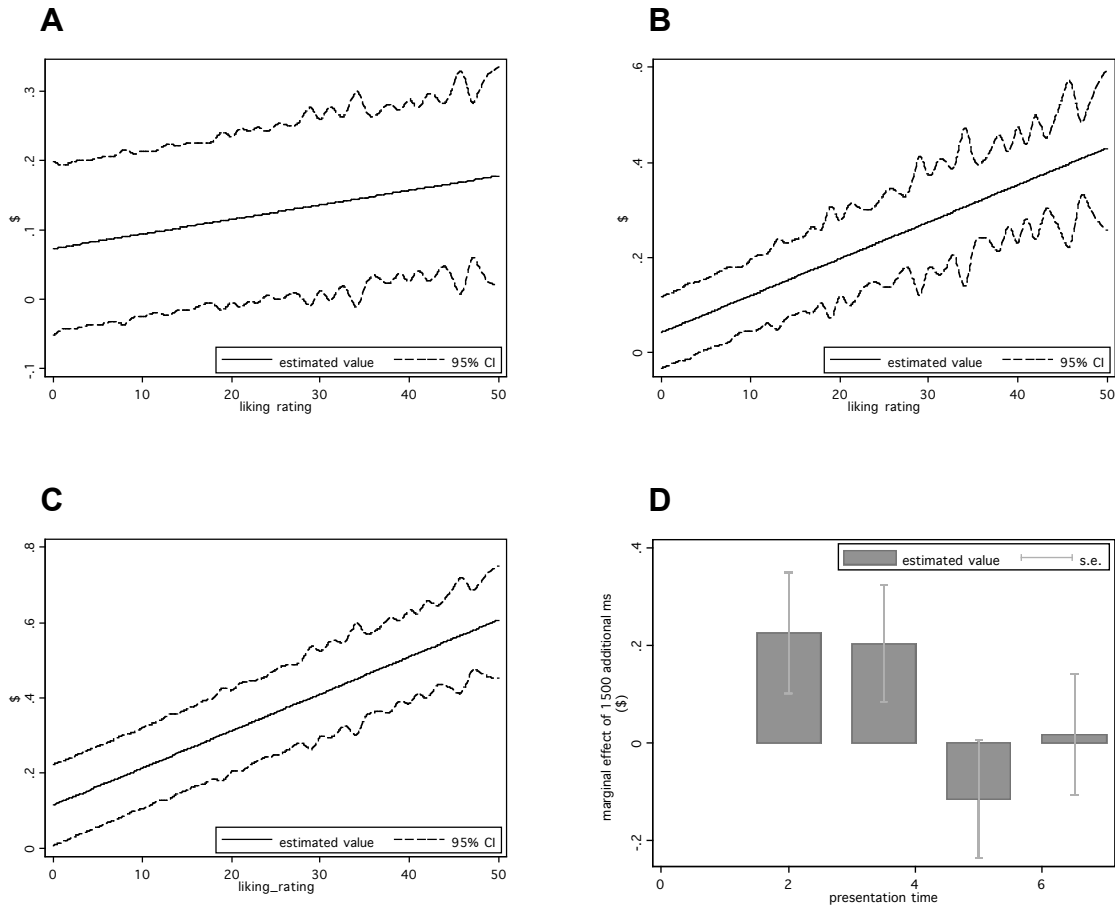 A
.3
.2
.1
0
-.1
$
0 10 20 30 40 50
liking rating
estimated value 95% CI
B
.6
.4
.2
0
$
0 10 20 30 40 50
liking rating
estimated value 95% CI
C
.8
.6
.4
.2
0
$
0 10 20 30 40 50
liking_rating
estimated value 95% CI
D
.4
.2
0
-.2
marginal effect of 1500 additional ms
($)
0 2 4 6
presentation time
estimated value s.e.